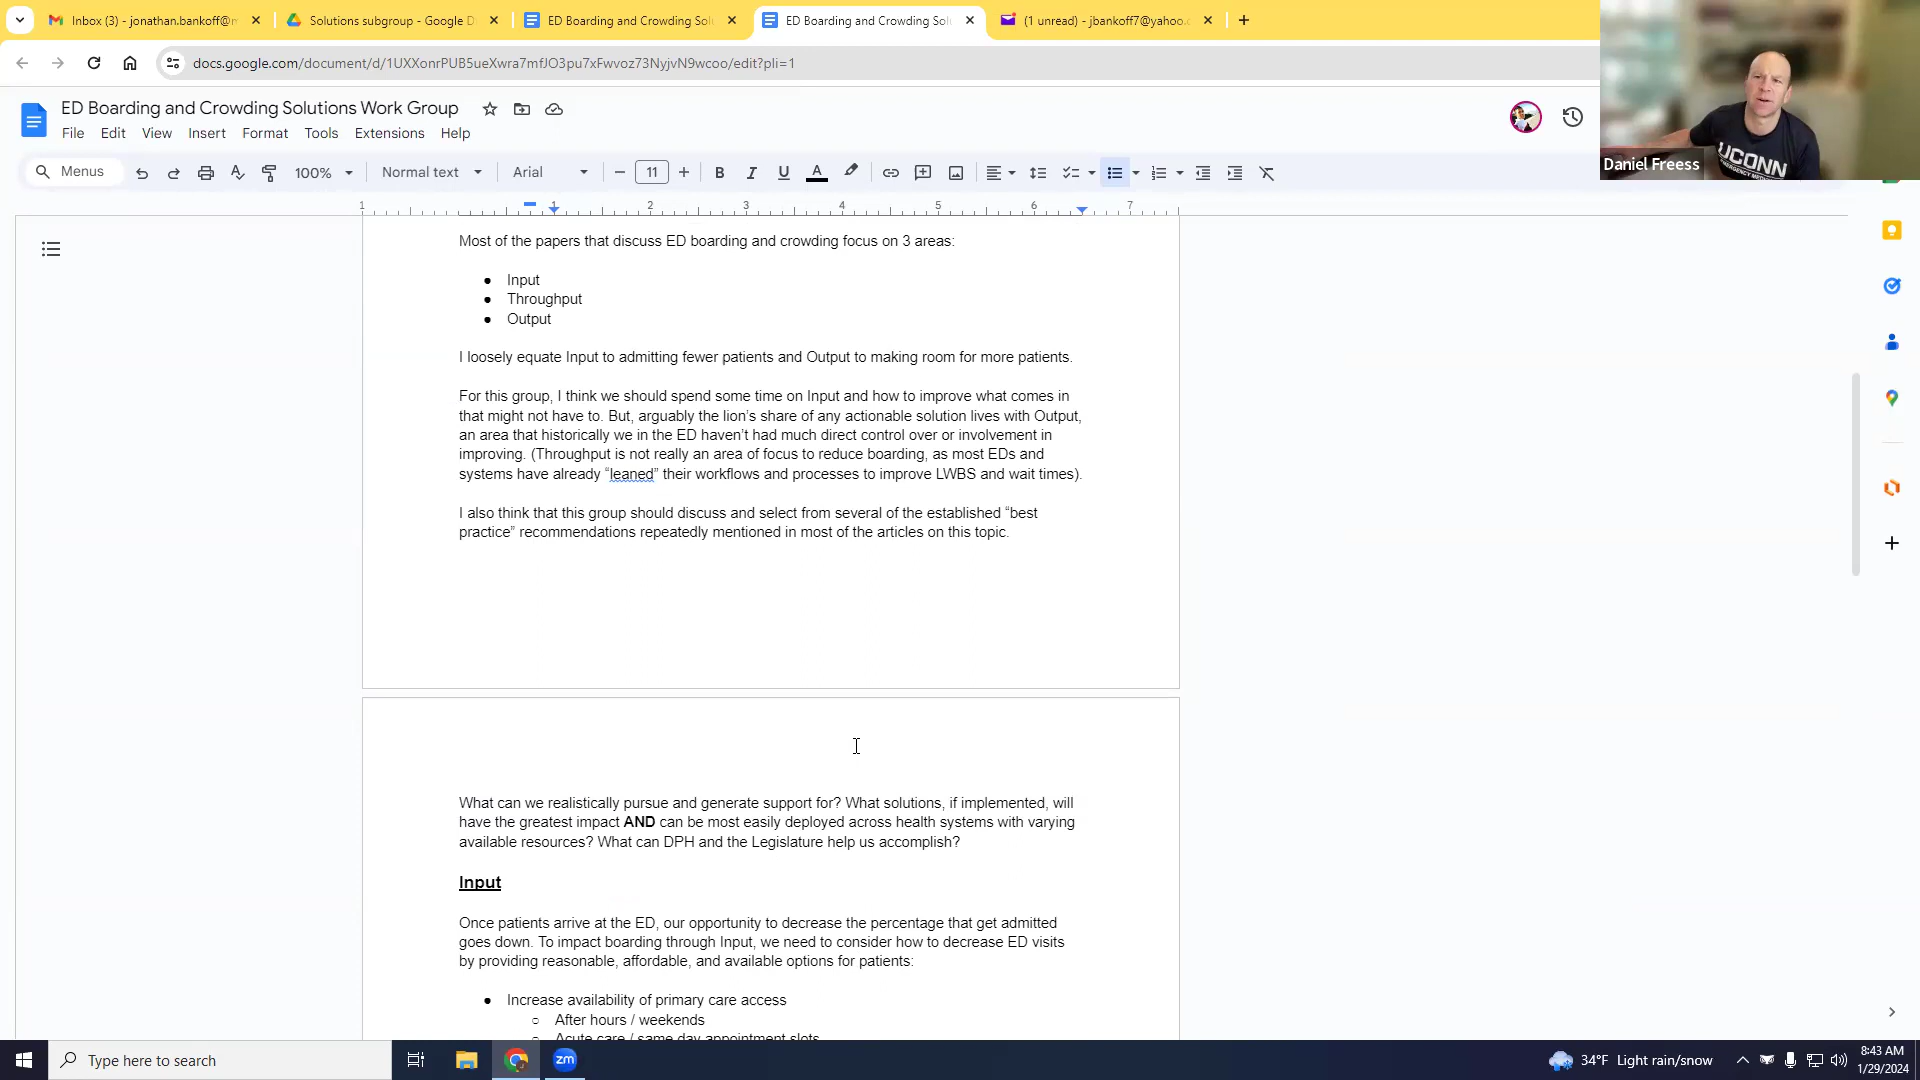 Inbox (3) - jonathan.bankoff@m
Solutions subgroup - Google D
ED Boarding and Crowding Sol
ED Boarding and Crowding Sol
(1 unread) - jbankoff7@yahoo.c
docs.google.com/document/d/1UXXonrPUB5ueXwra7mfJO3pu7xFwvoz73NyjvN9wcoo/edit?pli=1
ED Boarding and Crowding Solutions Work Group
File Edit View Insert Format Tools Extensions Help
Menus 100% Normal text Arial 11 B I U A
UCONN
Daniel Freess
1 1 2 3 4 5 6 7
Most of the papers that discuss ED boarding and crowding focus on 3 areas:
● Input
● Throughput
● Output
I loosely equate Input to admitting fewer patients and Output to making room for more patients.
For this group, I think we should spend some time on Input and how to improve what comes in
that might not have to. But, arguably the lion's share of any actionable solution lives with Output,
an area that historically we in the ED haven't had much direct control over or involvement in
improving. (Throughput is not really an area of focus to reduce boarding, as most EDs and
systems have already “leaned” their workflows and processes to improve LWBS and wait times).
I also think that this group should discuss and select from several of the established “best
practice” recommendations repeatedly mentioned in most of the articles on this topic.
What can we realistically pursue and generate support for? What solutions, if implemented, will
have the greatest impact AND can be most easily deployed across health systems with varying
available resources? What can DPH and the Legislature help us accomplish?
Input
Once patients arrive at the ED, our opportunity to decrease the percentage that get admitted
goes down. To impact boarding through Input, we need to consider how to decrease ED visits
by providing reasonable, affordable, and available options for patients:
● Increase availability of primary care access
○ After hours / weekends
○ Acute care / same day appointment slots
Type here to search
zm
34°F Light rain/snow
8:43 AM
1/29/2024